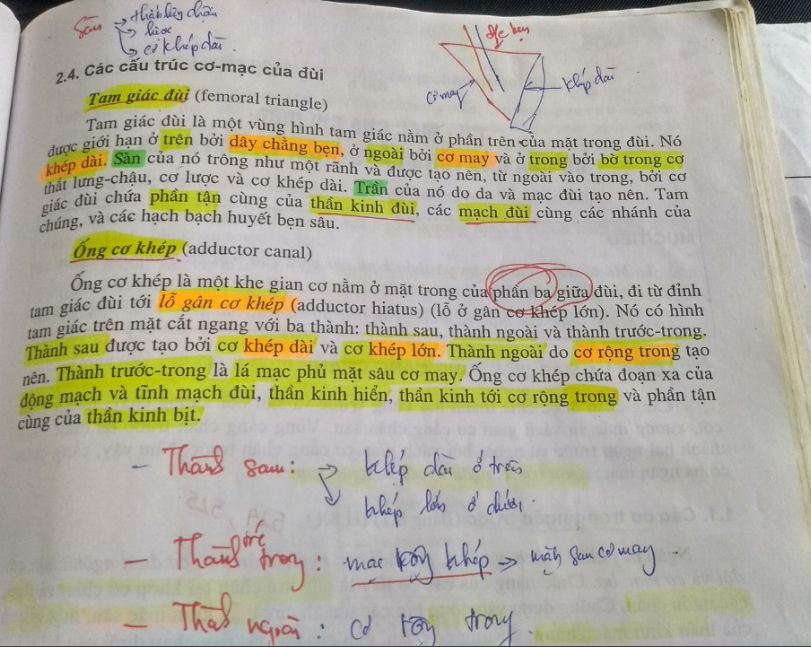 Sàn → thắt lưng chậu
→ lược
→ cơ khép dài.
d/c bẹn
cơ may
khép dài
2.4. Các cấu trúc cơ-mạc của đùi
Tam giác đùi (femoral triangle)
Tam giác đùi là một vùng hình tam giác nằm ở phần trên của mặt trong đùi. Nó
được giới hạn ở trên bởi dây chằng bẹn, ở ngoài bởi cơ may và ở trong bởi bờ trong cơ
khép dài. Sàn của nó trông như một rãnh và được tạo nên, từ ngoài vào trong, bởi cơ
thắt lưng-chậu, cơ lược và cơ khép dài. Trần của nó do da và mạc đùi tạo nên. Tam
giác đùi chứa phần tận cùng của thần kinh đùi, các mạch đùi cùng các nhánh của
chúng, và các hạch bạch huyết bẹn sâu.
Ống cơ khép (adductor canal)
Ống cơ khép là một khe gian cơ nằm ở mặt trong của phần ba giữa đùi, đi từ đỉnh
tam giác đùi tới lỗ gân cơ khép (adductor hiatus) (lỗ ở gân cơ khép lớn). Nó có hình
tam giác trên mặt cắt ngang với ba thành: thành sau, thành ngoài và thành trước-trong.
Thành sau được tạo bởi cơ khép dài và cơ khép lớn. Thành ngoài do cơ rộng trong tạo
nên. Thành trước-trong là lá mạc phủ mặt sâu cơ may. Ống cơ khép chứa đoạn xa của
động mạch và tĩnh mạch đùi, thần kinh hiển, thần kinh tới cơ rộng trong và phần tận
cùng của thần kinh bịt.
- Thành sau: → khép dài ở trên
→ khép lớn ở dưới.
- Thành trc trong: mạc rộng khép → mặt sau cơ may.
- Thành ngoài: cơ rộng trong.